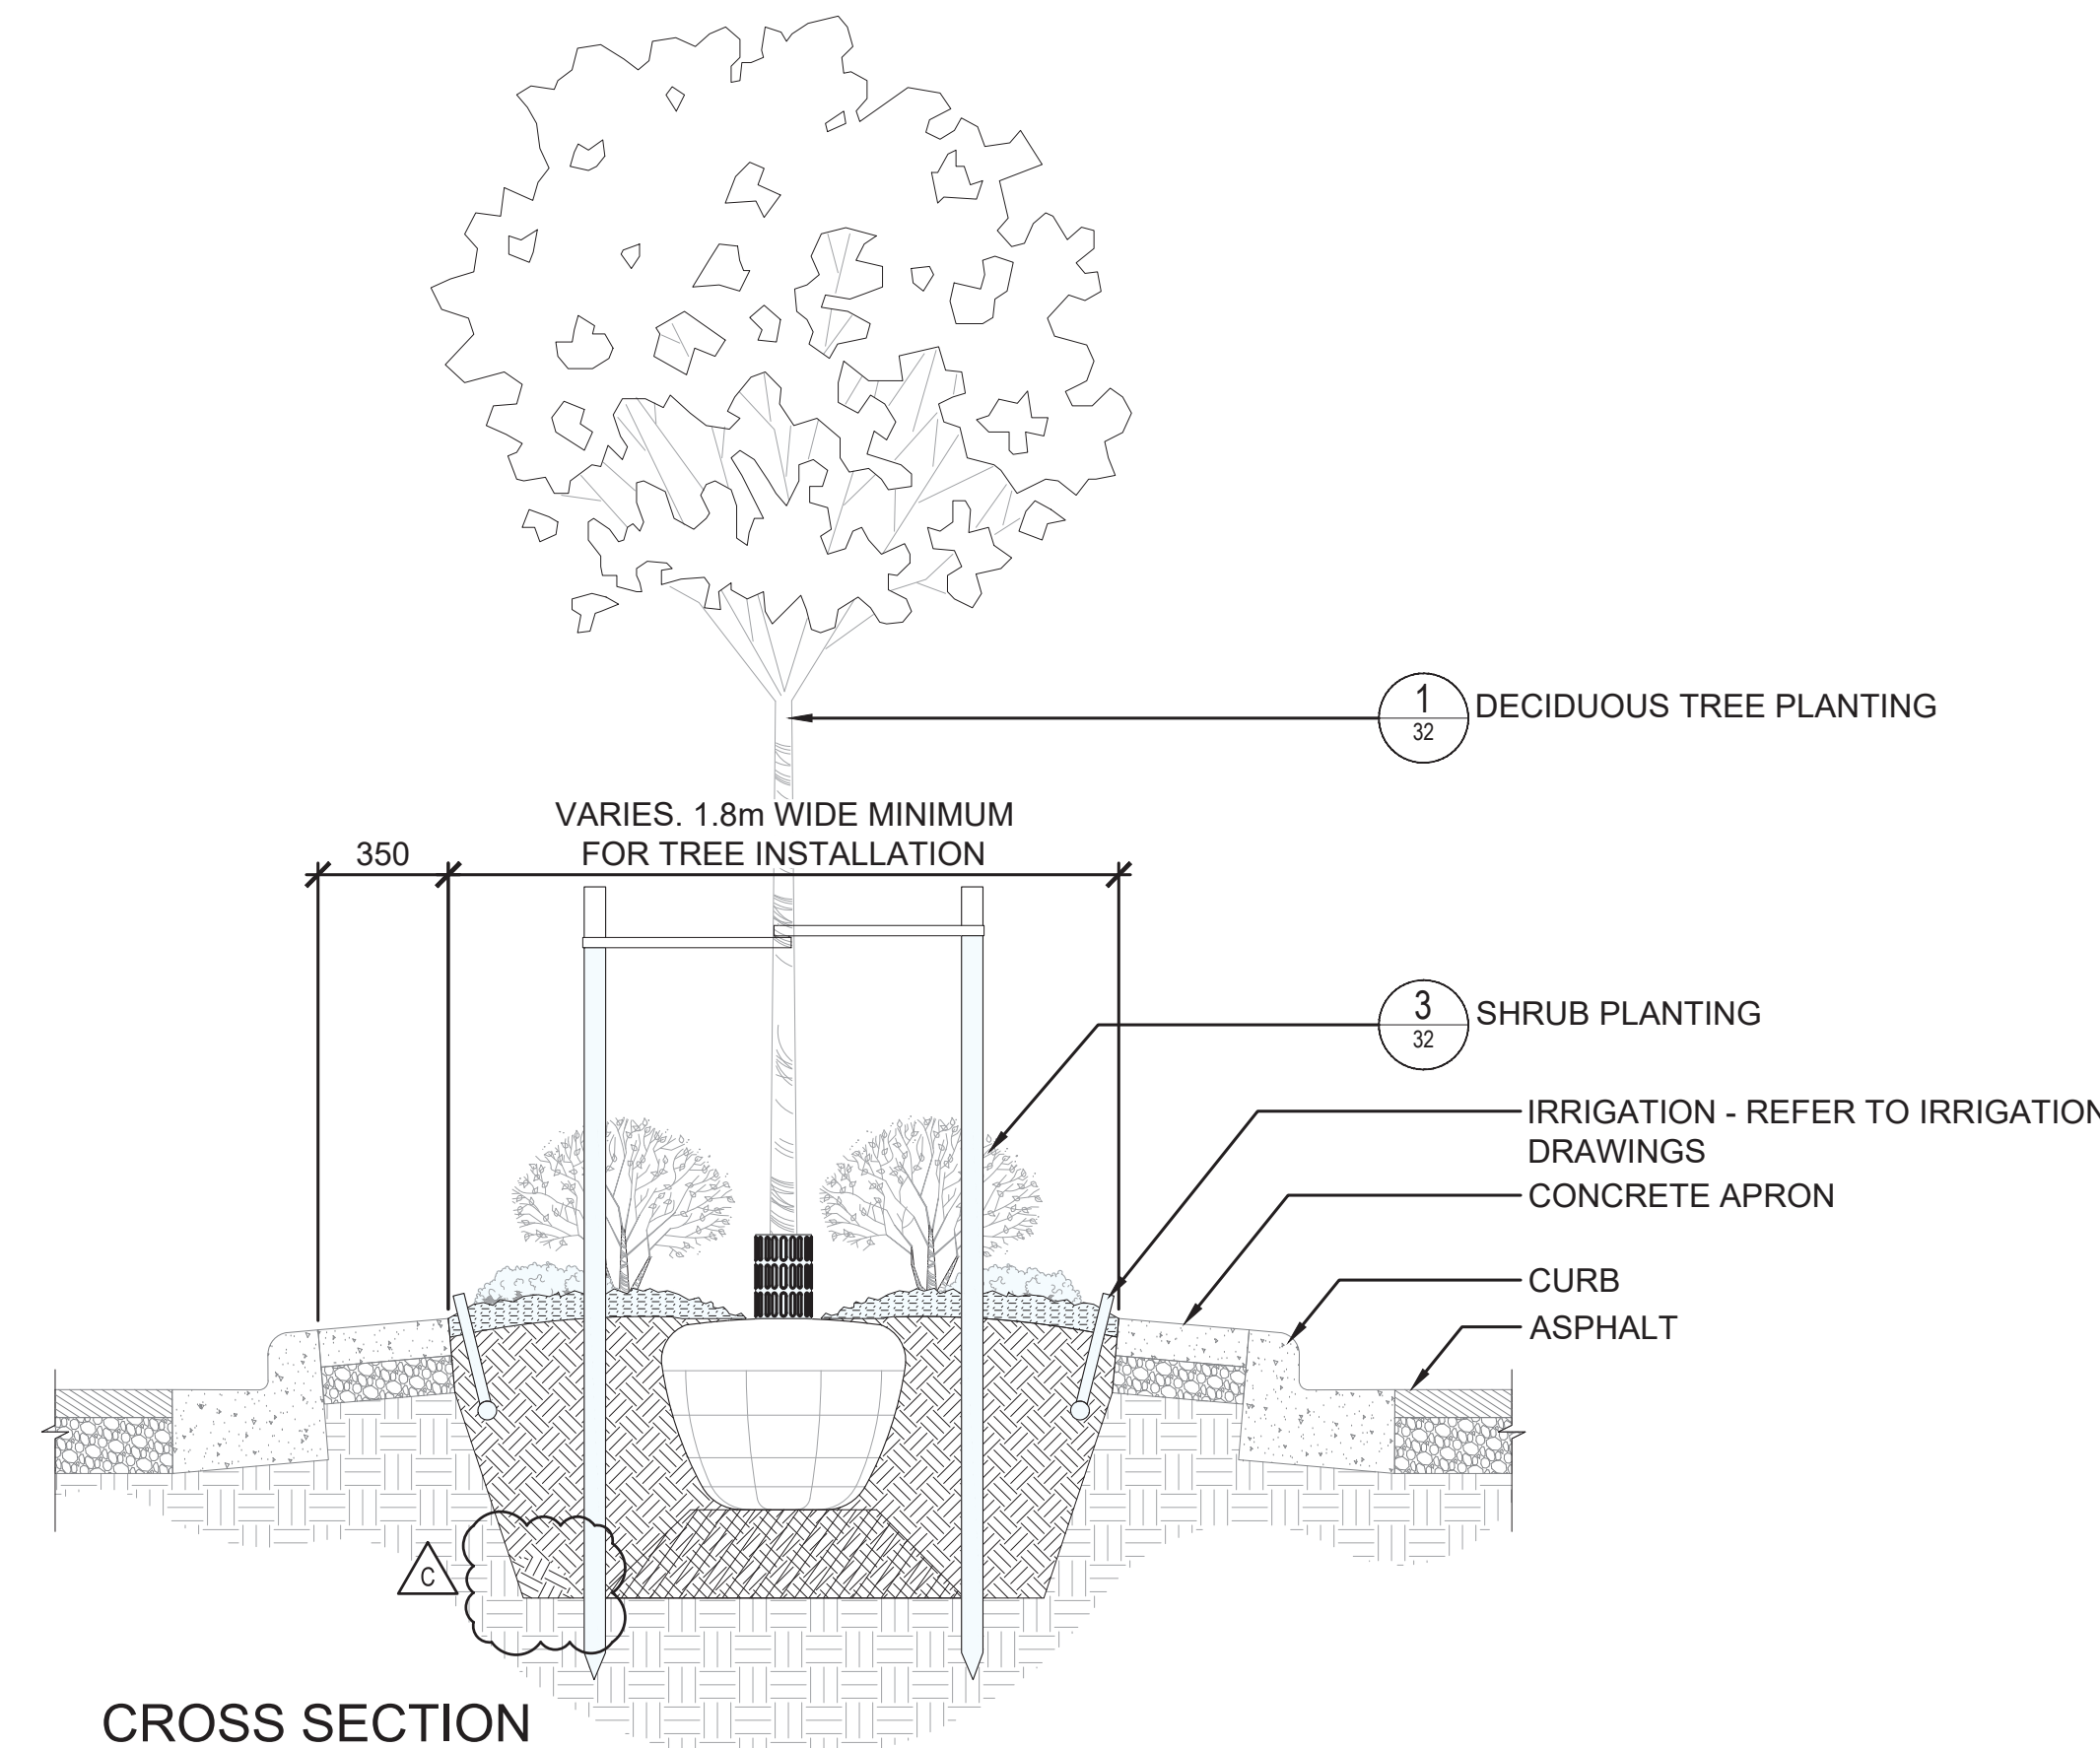 1
32
DECIDUOUS TREE PLANTING
VARIES. 1.8m WIDE MINIMUM
FOR TREE INSTALLATION
350
3
32
SHRUB PLANTING
IRRIGATION - REFER TO IRRIGATION
DRAWINGS
CONCRETE APRON
CURB
ASPHALT
C
CROSS SECTION